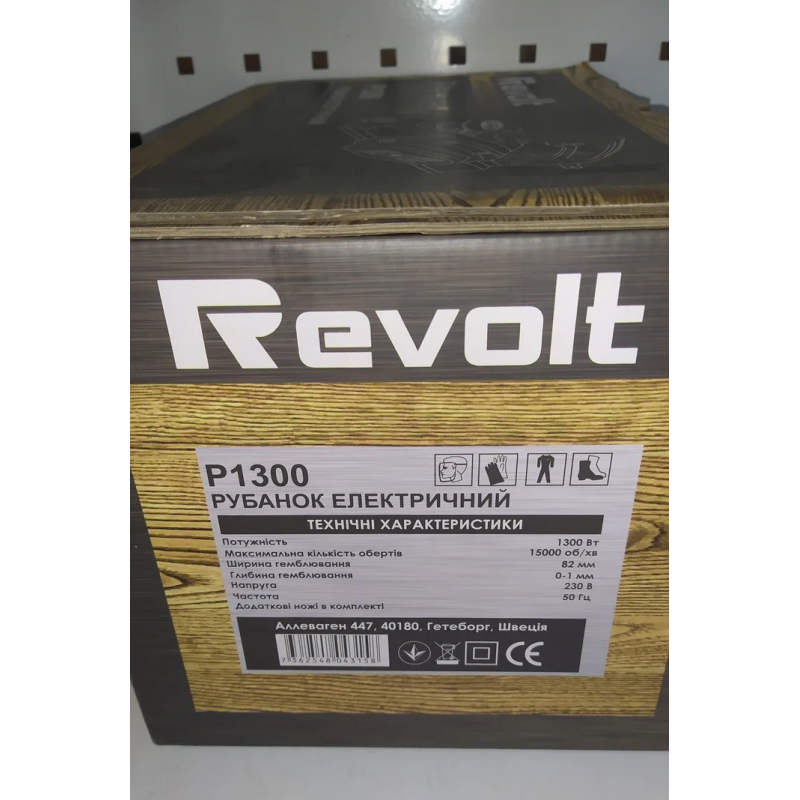 Revolt
Revolt
P1300
РУБАНОК ЕЛЕКТРИЧНИЙ
ТЕХНІЧНІ ХАРАКТЕРИСТИКИ
Потужність 1300 Вт
Максимальна кількість обертів 15000 об/хв
Ширина гемблювання 82 мм
Глибина гемблювання 0-1 мм
Напруга 230 В
Частота 50 Гц
Додаткові ножі в комплекті
Аллеваген 447, 40180, Гетеборг, Швеція
7362548043158
CE